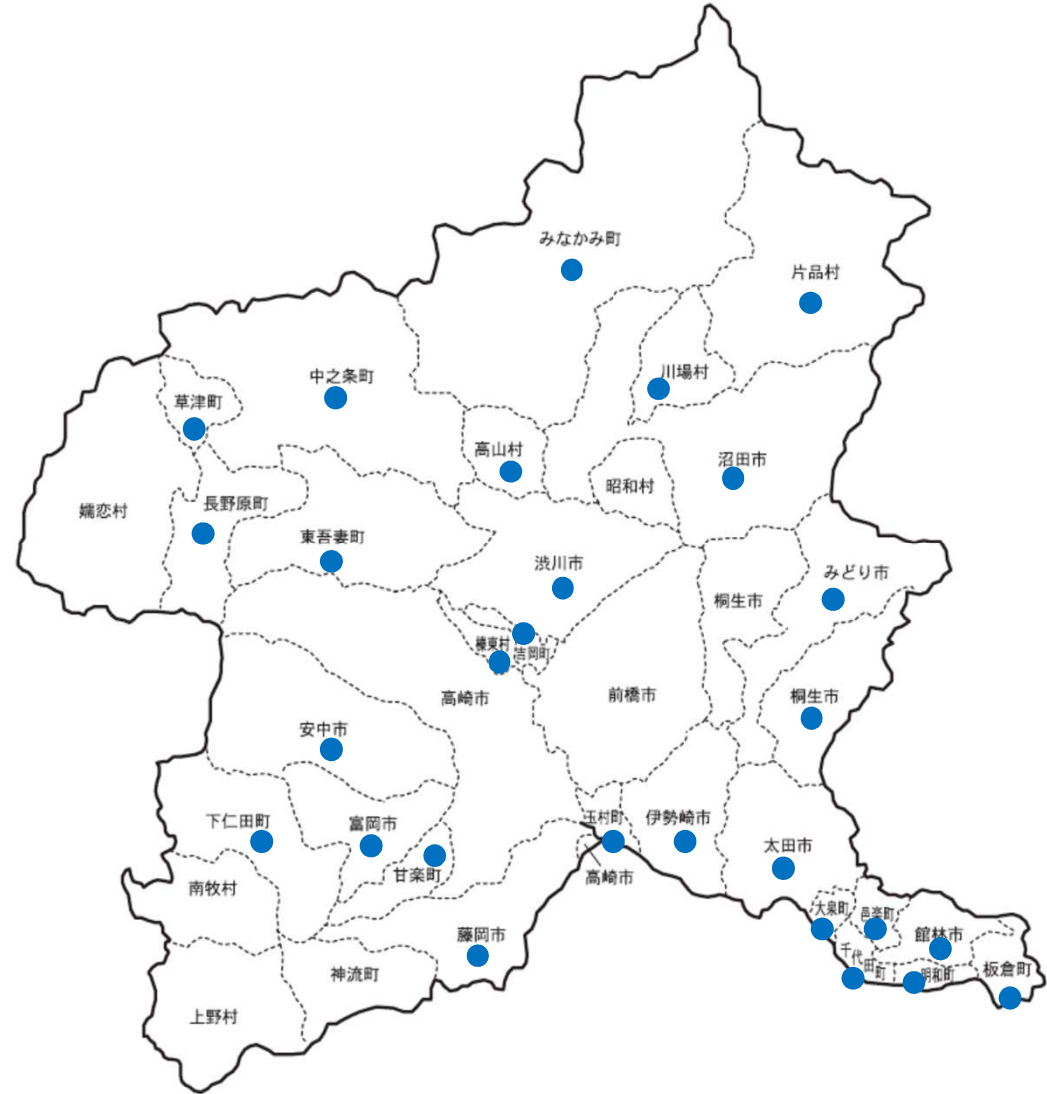 みなかみ町
片品村
川場村
中之条町
草津町
高山村
沼田市
昭和村
長野原町
嬬恋村
東吾妻町
渋川市
みどり市
桐生市
榛東村
吉岡町
高崎市
前橋市
桐生市
安中市
下仁田町
富岡市
玉村町
伊勢崎市
太田市
甘楽町
高崎市
南牧村
大泉町
邑楽町
藤岡市
館林市
千代田町
明和町
板倉町
神流町
上野村